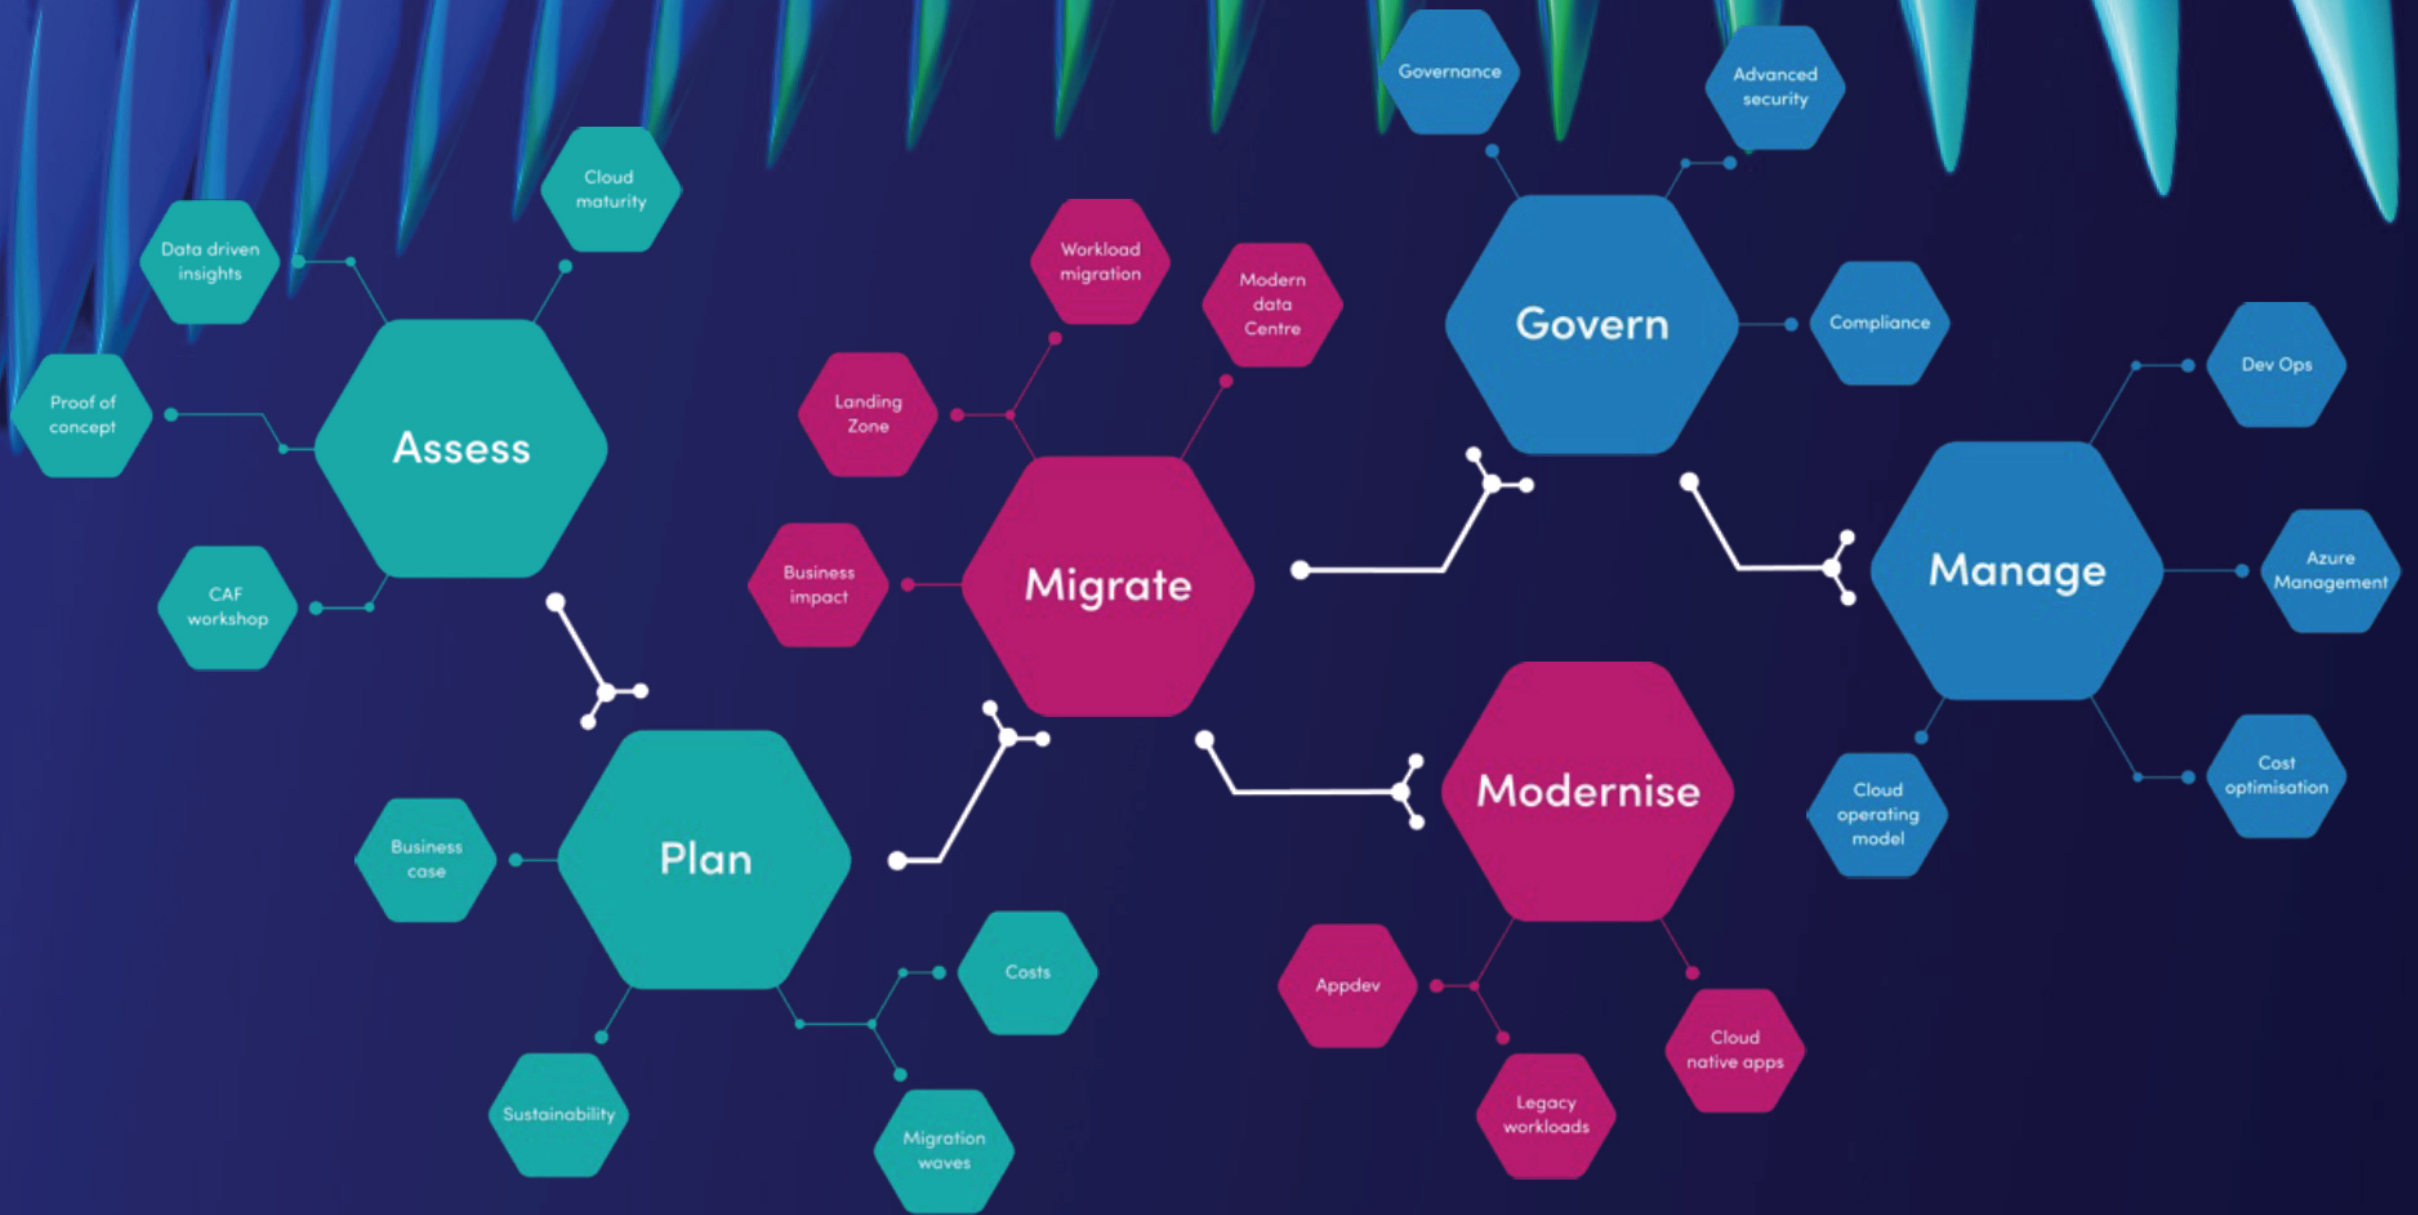 Governance
Advanced
security
Cloud
maturity
Data driven
insights
Workload
migration
Modern
data
Centre
Govern
Compliance
Dev Ops
Proof of
concept
Assess
Landing
Zone
Business
impact
Migrate
Manage
Azure
Management
CAF
workshop
Modernise
Cloud
operating
model
Cost
optimisation
Business
case
Plan
Costs
Appdev
Cloud
native apps
Sustainability
Migration
waves
Legacy
workloads